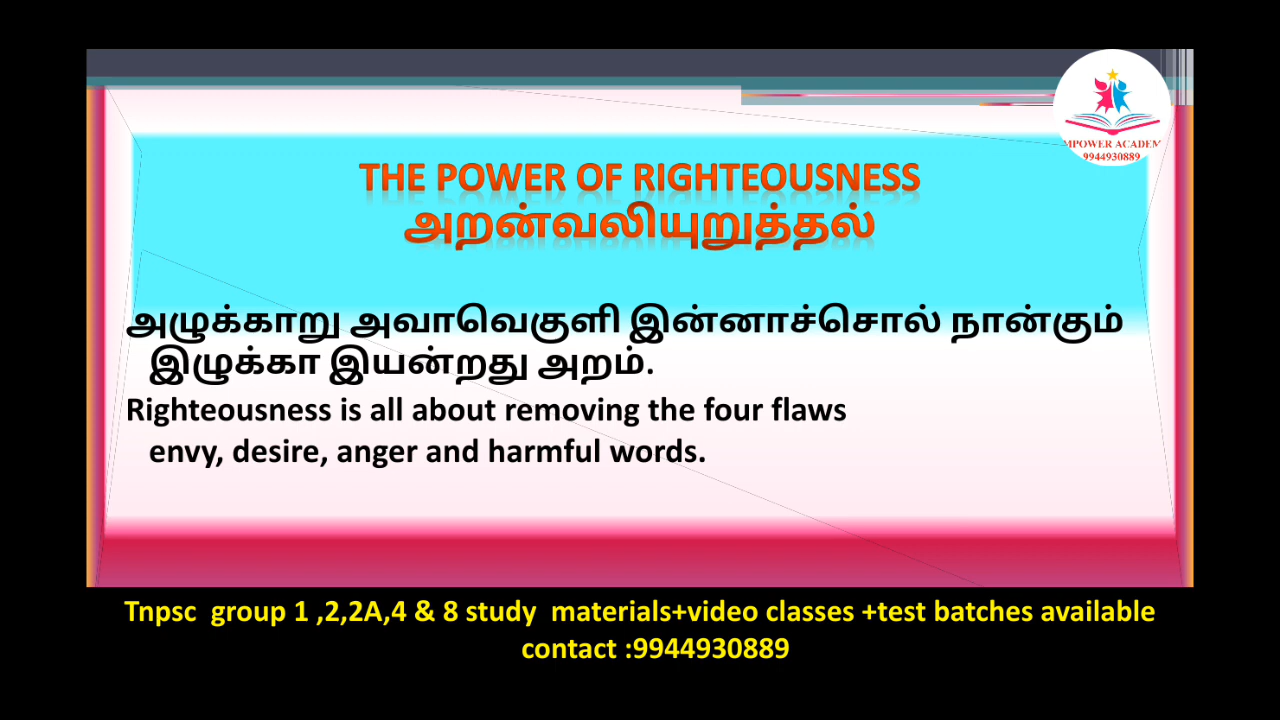 MPOWER ACADEM
9944930889
THE POWER OF RIGHTEOUSNESS
அறன்வலியுறுத்தல்
அழுக்காறு அவாவெகுளி இன்னாச்சொல் நான்கும்
இழுக்கா இயன்றது அறம்.
Righteousness is all about removing the four flaws
envy, desire, anger and harmful words.
Tnpsc group 1 ,2,2A,4 & 8 study materials+video classes +test batches available
contact :9944930889